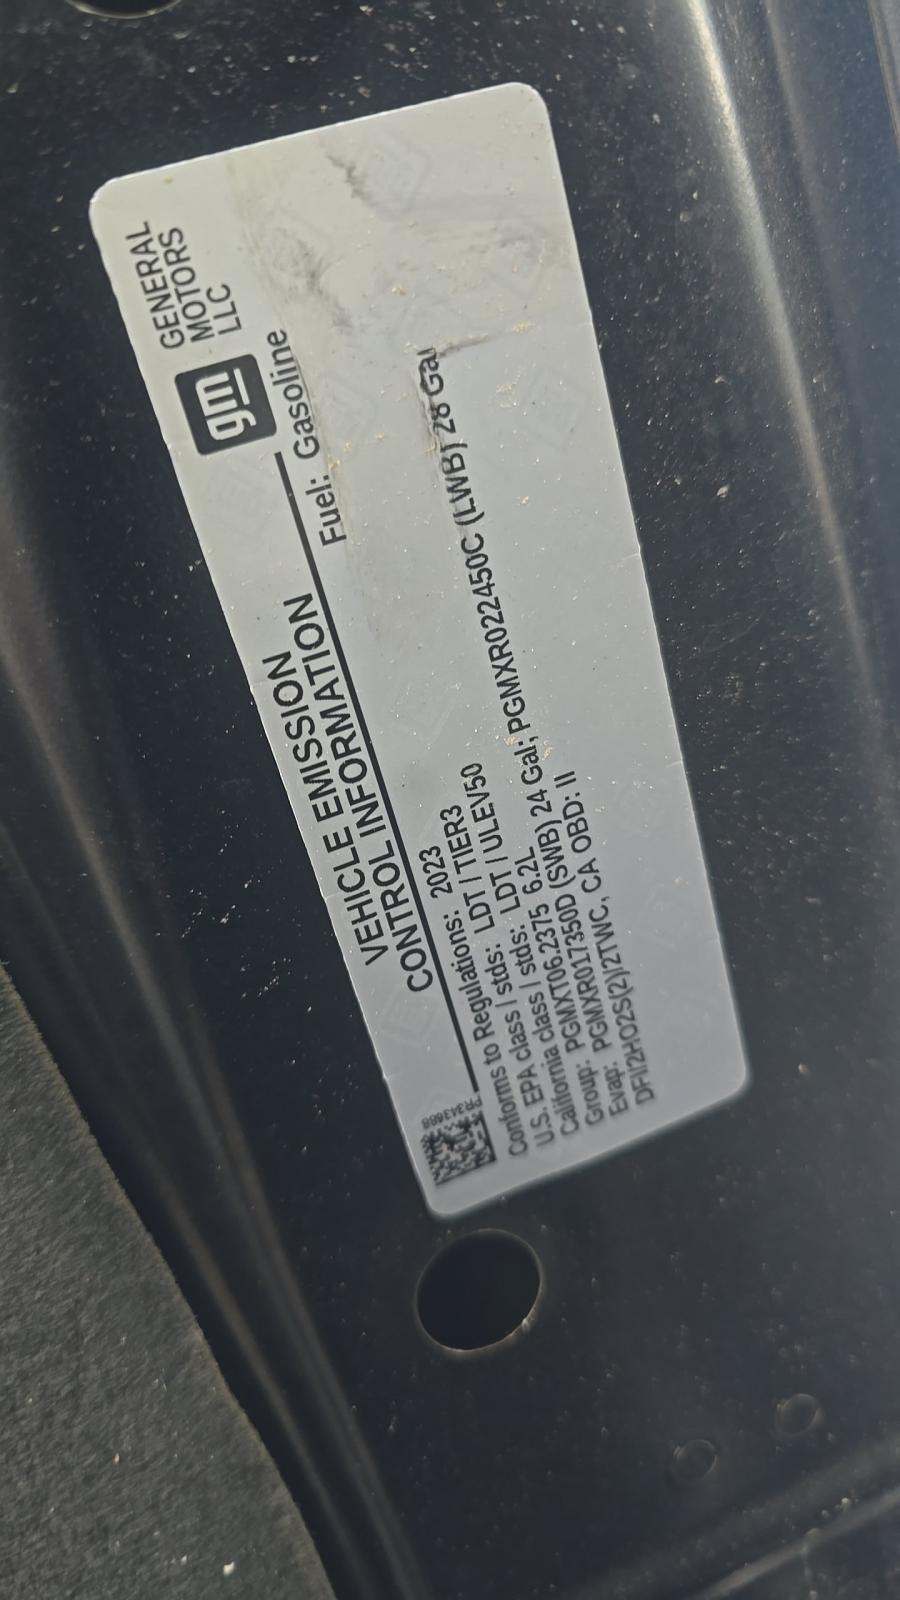 GENERAL
MOTORS
LLC
gm
VEHICLE EMISSION
CONTROL INFORMATION
Fuel: Gasoline
Conforms to Regulations: 2023
U.S. EPA class / stds: LDT / TIER3
California class / stds: LDT / ULEV50
Group: PGMXT06.2375 6.2L
Evap: PGMXR017350D (SWB) 24 Gal.; PGMXR022450C (LWB) 28 Gal
DFI/2HO2S(2)/2TWC, CA OBD: II